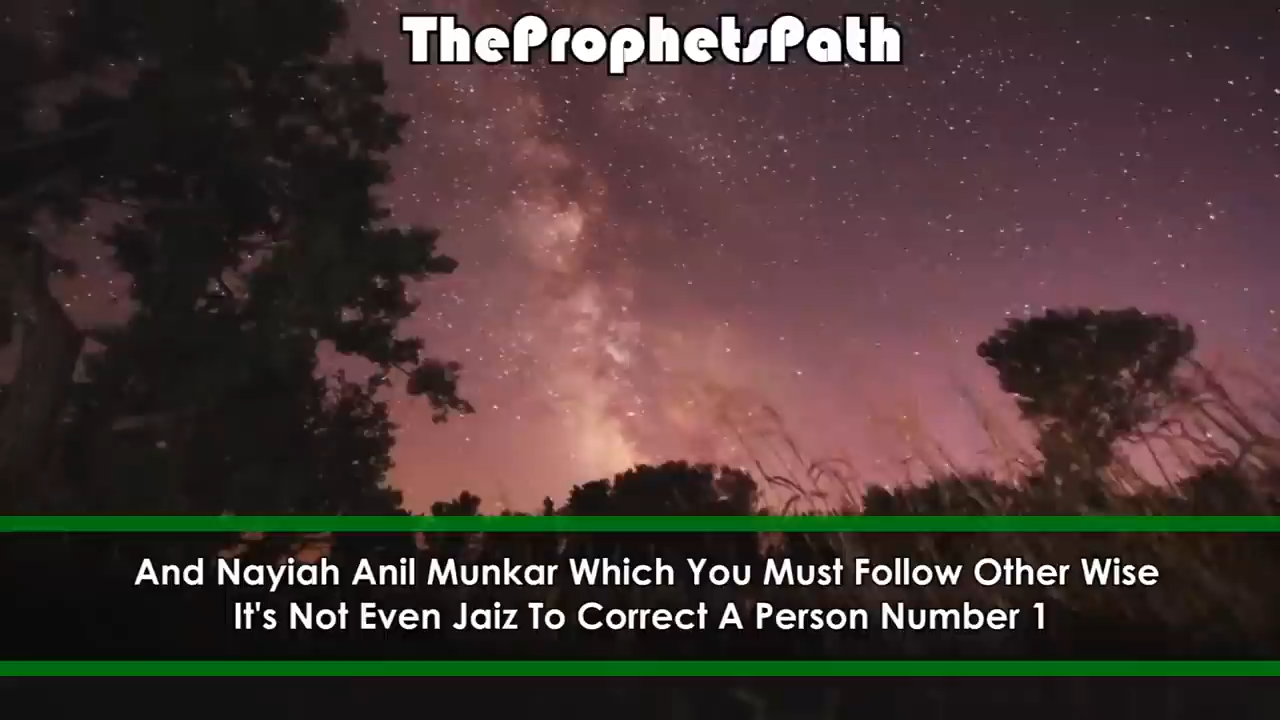 TheProphetsPath
And Nayiah Anil Munkar Which You Must Follow Other Wise
It's Not Even Jaiz To Correct A Person Number 1